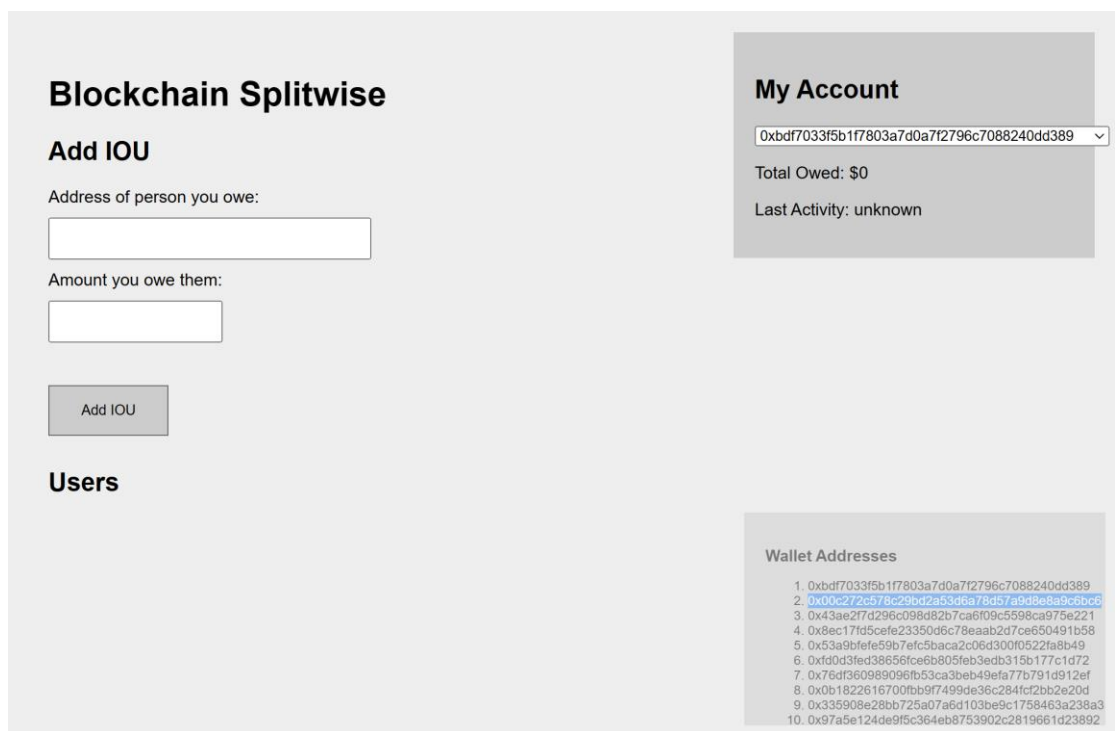 Blockchain Splitwise
Add IOU
Address of person you owe:
Amount you owe them:
Add IOU
Users
My Account
0xbdf7033f5b1f7803a7d0a7f2796c7088240dd389
Total Owed: $0
Last Activity: unknown
Wallet Addresses
1. 0xbdf7033f5b1f7803a7d0a7f2796c7088240dd389
2. 0x00c272c578c29bd2a53d6a78d57a9d8e8a9c6bc6
3. 0x43ae2f7d296c098d82b7ca6f09c5598ca975e221
4. 0x8ec17fd5cefe23350d6c78eaab2d7ce650491b58
5. 0x53a9bfefe59b7efc5baca2c06d300f0522fa8b49
6. 0xfd0d3fed38656fce6b805feb3edb315b177c1d72
7. 0x76df360989096fb53ca3beb49efa77b791d912ef
8. 0x0b1822616700fbb9f7499de36c284fcf2bb2e20d
9. 0x335908e28bb725a07a6d103be9c1758463a238a3
10. 0x97a5e124de9f5c364eb8753902c2819661d23892